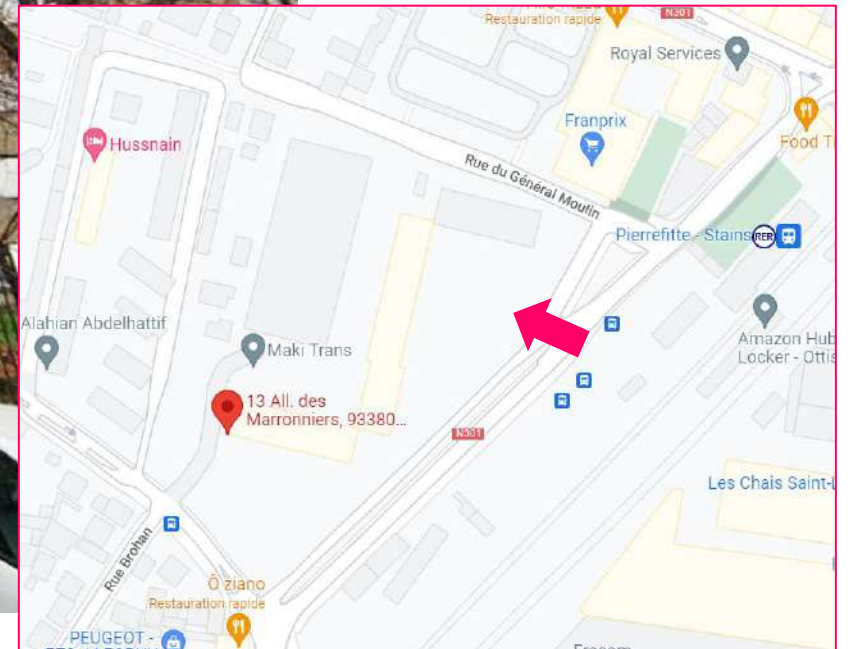 Restauration rapide
N301
Royal Services
Franprix
Hussnain
Food
Rue du Général Moulin
Pierrefitte - Stains
RER
Alahian Abdelhattif
Maki Trans
Amazon Hub
Locker - Ottis
13 All. des
Marronniers, 93380...
N301
Les Chais Saint-
Rue Brohan
Ô ziano
Restauration rapide
PEUGEOT -